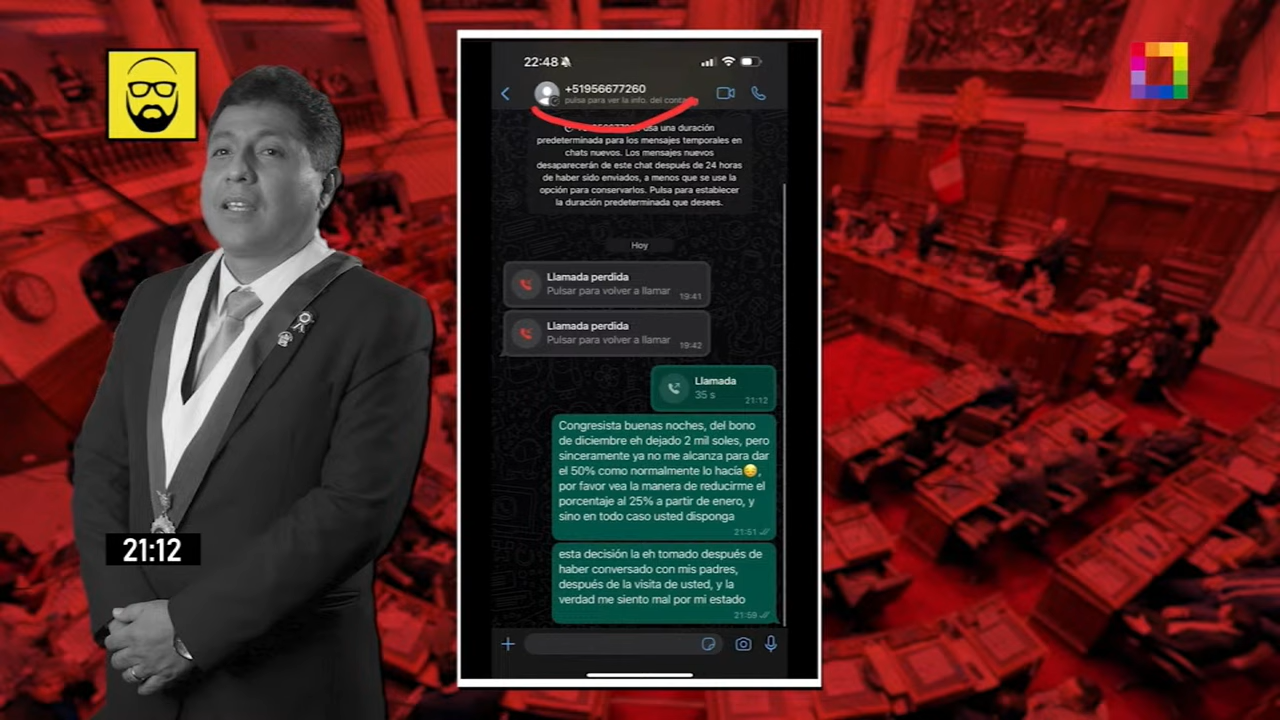 22:48
+51956677260
pulsa para ver la info. del
usa una duración
predeterminada para los mensajes temporales en
chats nuevos. Los mensajes nuevos
desaparecerán de este chat después de 24 horas
de haber sido enviados, a menos que se use la
opción para conservarlos. Pulsa para establecer
la duración predeterminada que desees.
Hoy
Llamada perdida
Pulsar para volver a llamar 19:41
Llamada perdida
Pulsar para volver a llamar 19:42
Llamada
35 s 21:12
Congresista buenas noches, del bono
de diciembre eh dejado 2 mil soles, pero
sinceramente ya no me alcanza para dar
el 50% como normalmente lo hacía😔,
por favor vea la manera de reducirme el
porcentaje al 25% a partir de enero, y
sino en todo caso usted disponga
21:51
esta decisión la eh tomado después de
haber conversado con mis padres,
después de la visita de usted, y la
verdad me siento mal por mi estado
21:59
21:12